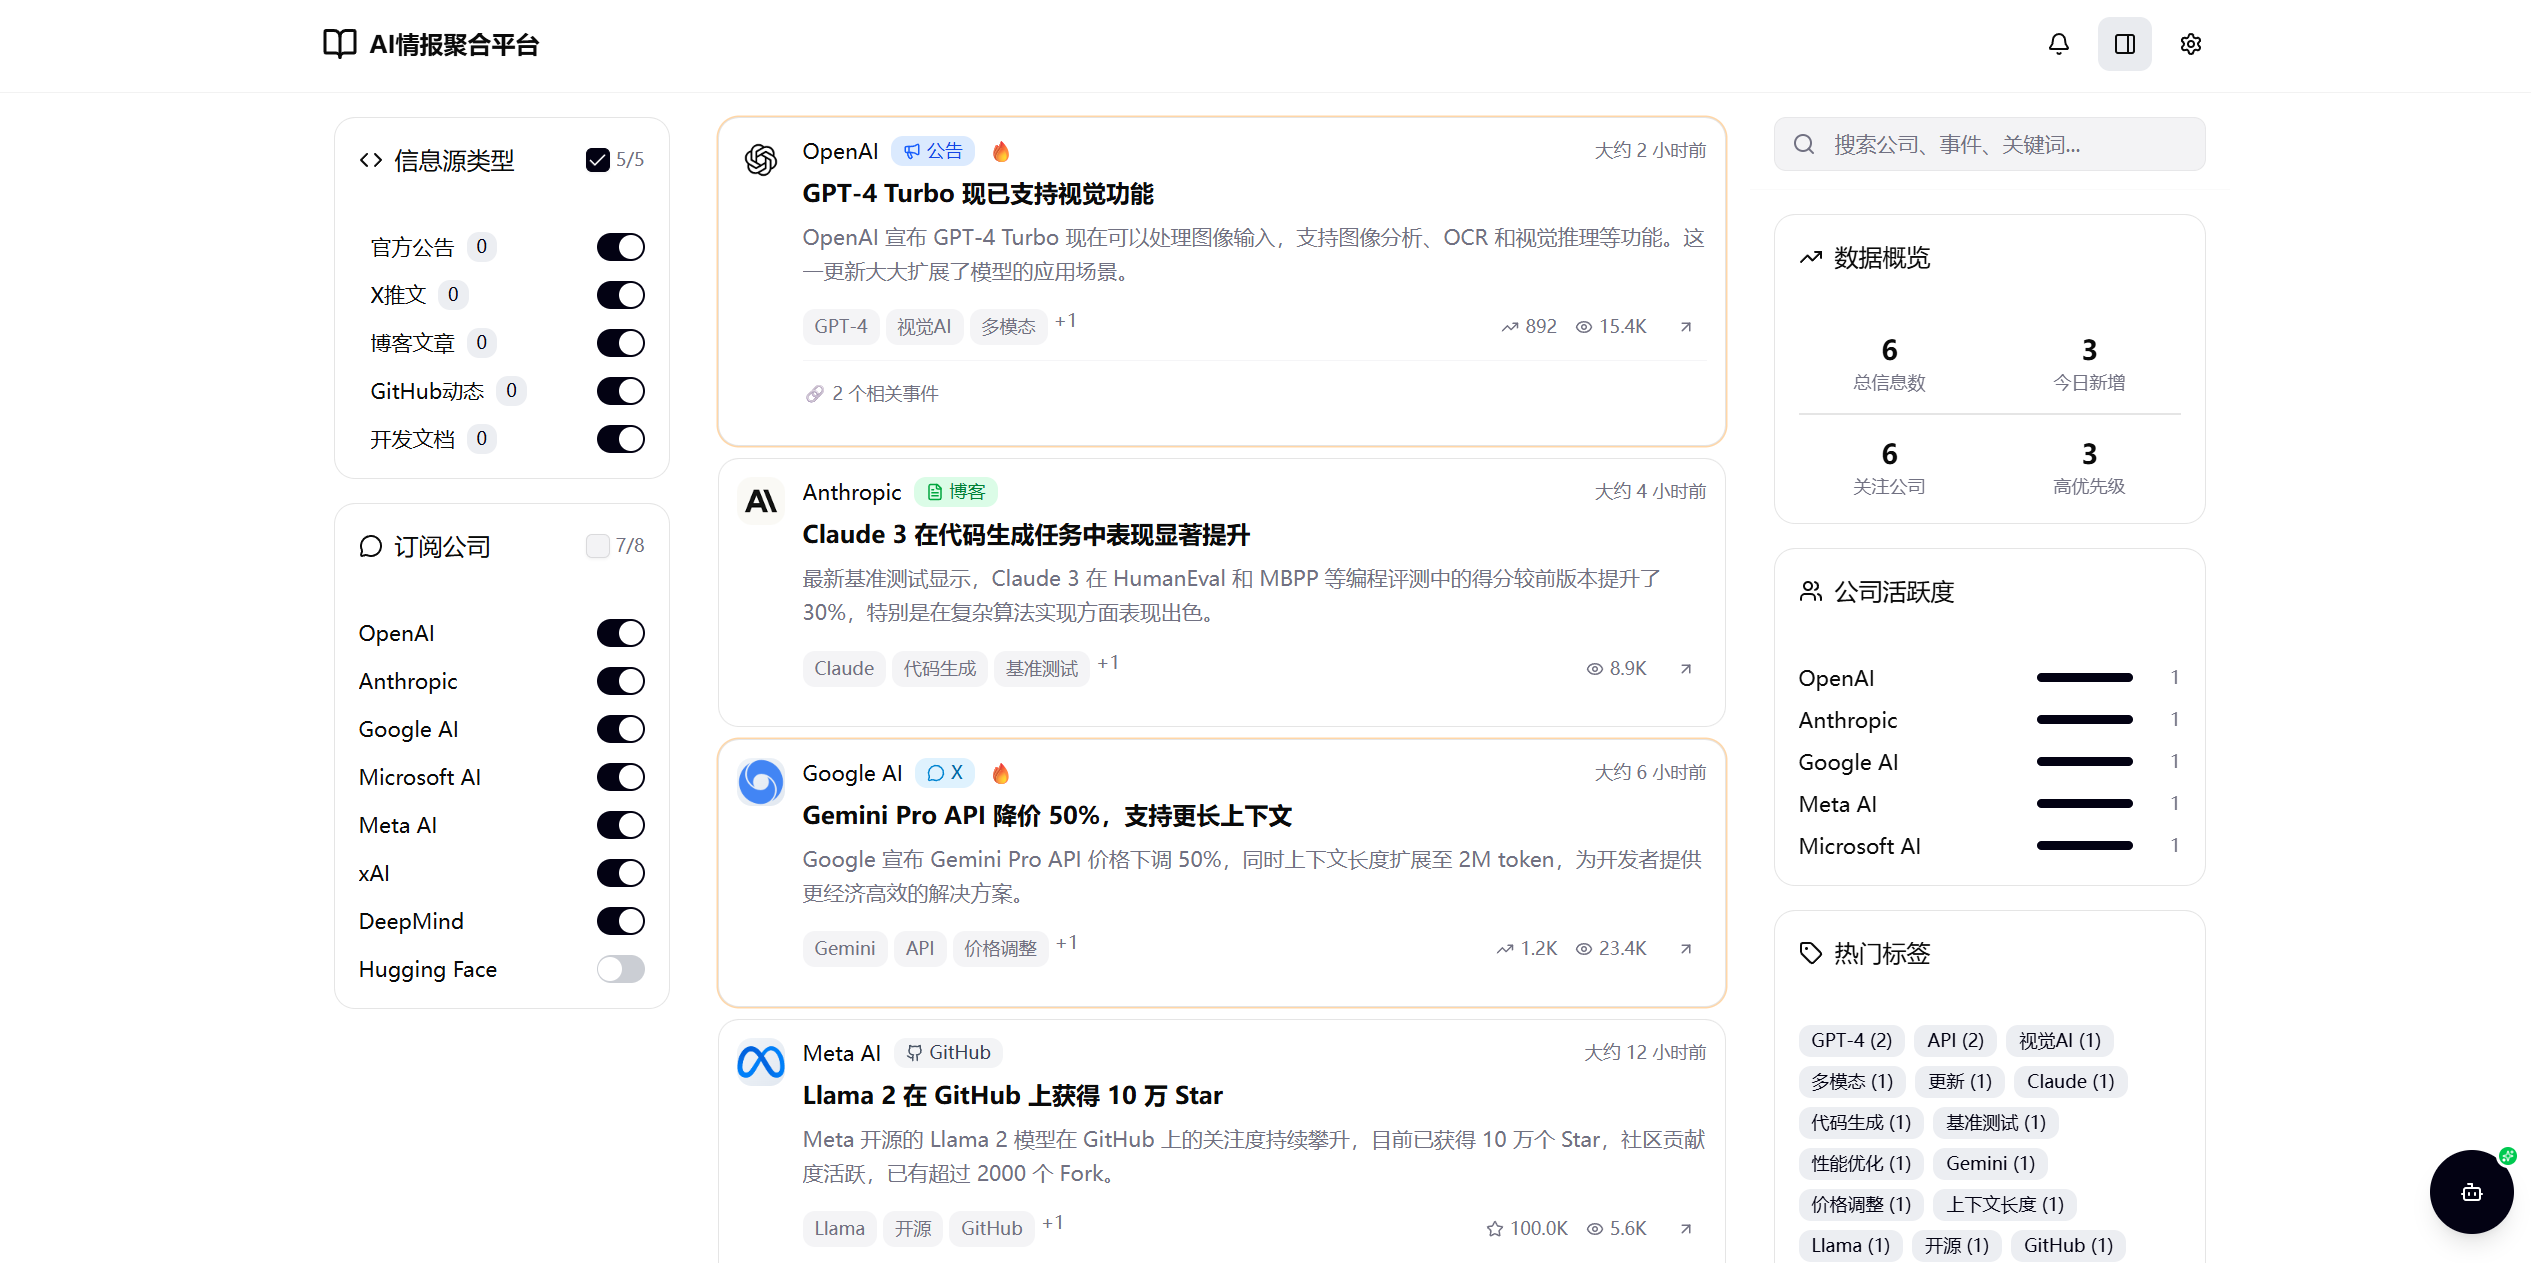 AI情报聚合平台
信息源类型
5/5
官方公告 0
X推文 0
博客文章 0
GitHub动态 0
开发文档 0
订阅公司
7/8
OpenAI
Anthropic
Google AI
Microsoft AI
Meta AI
xAI
DeepMind
Hugging Face
OpenAI 公告 大约 2 小时前
GPT-4 Turbo 现已支持视觉功能
OpenAI 宣布 GPT-4 Turbo 现在可以处理图像输入，支持图像分析、OCR 和视觉推理等功能。这
一更新大大扩展了模型的应用场景。
GPT-4 视觉AI 多模态 +1 892 15.4K
2 个相关事件
Anthropic 博客 大约 4 小时前
Claude 3 在代码生成任务中表现显著提升
最新基准测试显示，Claude 3 在 HumanEval 和 MBPP 等编程评测中的得分较前版本提升了
30%，特别是在复杂算法实现方面表现出色。
Claude 代码生成 基准测试 +1 8.9K
Google AI X 大约 6 小时前
Gemini Pro API 降价 50%，支持更长上下文
Google 宣布 Gemini Pro API 价格下调 50%，同时上下文长度扩展至 2M token，为开发者提供
更经济高效的解决方案。
Gemini API 价格调整 +1 1.2K 23.4K
Meta AI GitHub 大约 12 小时前
Llama 2 在 GitHub 上获得 10 万 Star
Meta 开源的 Llama 2 模型在 GitHub 上的关注度持续攀升，目前已获得 10 万个 Star，社区贡献
度活跃，已有超过 2000 个 Fork。
Llama 开源 GitHub +1 100.0K 5.6K
搜索公司、事件、关键词...
数据概览
6 3
总信息数 今日新增
6 3
关注公司 高优先级
公司活跃度
OpenAI 1
Anthropic 1
Google AI 1
Meta AI 1
Microsoft AI 1
热门标签
GPT-4 (2) API (2) 视觉AI (1)
多模态 (1) 更新 (1) Claude (1)
代码生成 (1) 基准测试 (1)
性能优化 (1) Gemini (1)
价格调整 (1) 上下文长度 (1)
Llama (1) 开源 (1) GitHub (1)